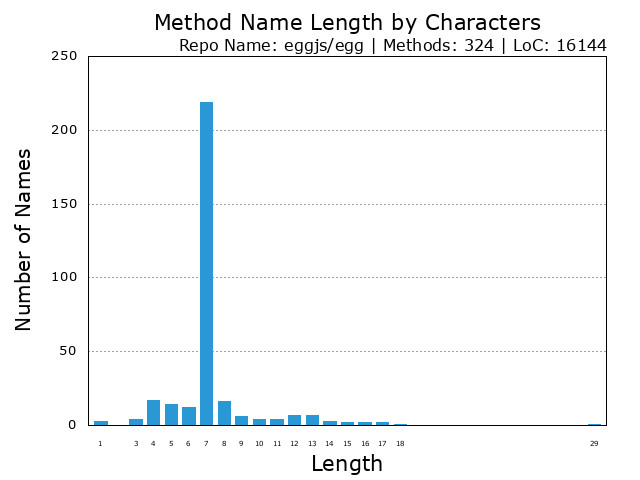 Method Name Length by Characters
Repo Name: eggjs/egg | Methods: 324 | LoC: 16144
250
200
150
100
50
0
Number of Names
1 3 4 5 6 7 8 9 10 11 12 13 14 15 16 17 18 29
Length